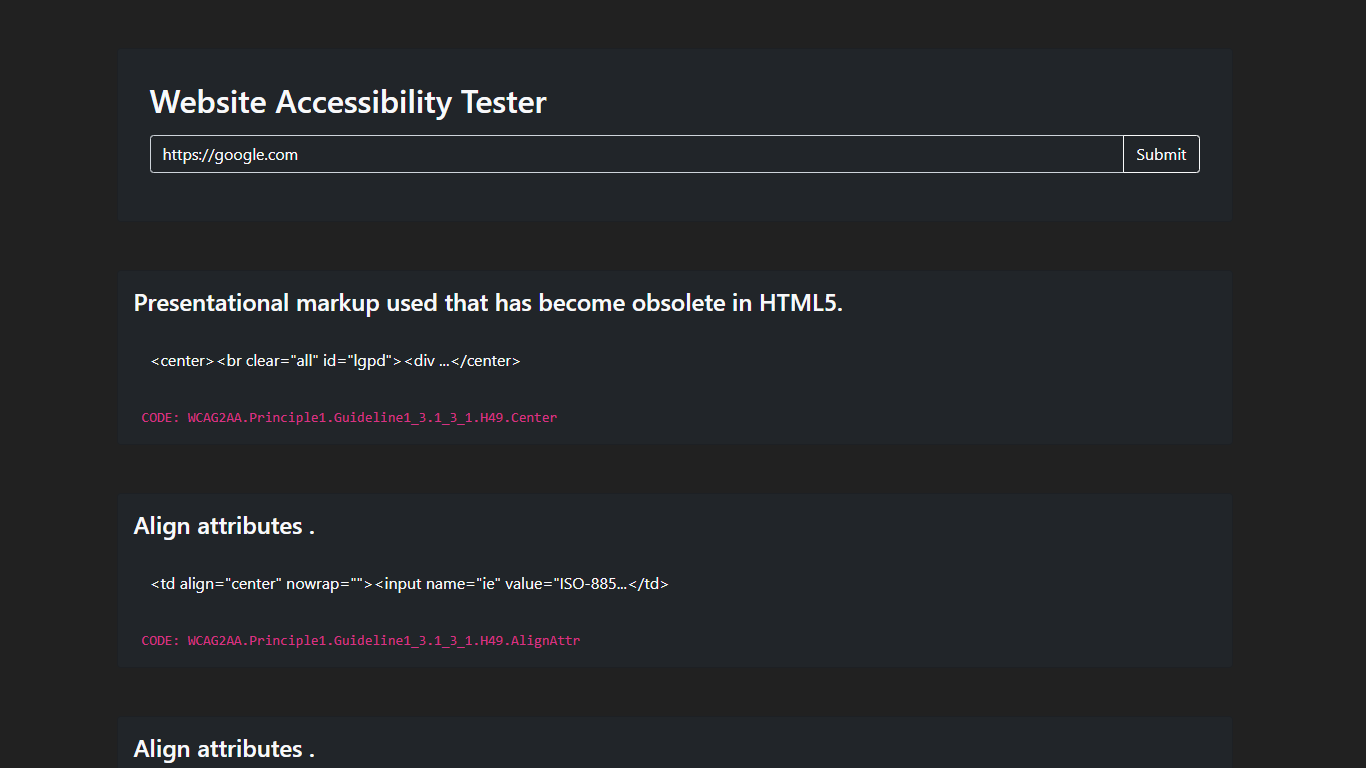 Website Accessibility Tester
https://google.com
Submit
Presentational markup used that has become obsolete in HTML5.
<center><br clear="all" id="lgpd"><div ...</center>
CODE: WCAG2AA.Principle1.Guideline1_3.1_3_1.H49.Center
Align attributes .
<td align="center" nowrap=""><input name="ie" value="ISO-885...</td>
CODE: WCAG2AA.Principle1.Guideline1_3.1_3_1.H49.AlignAttr
Align attributes .